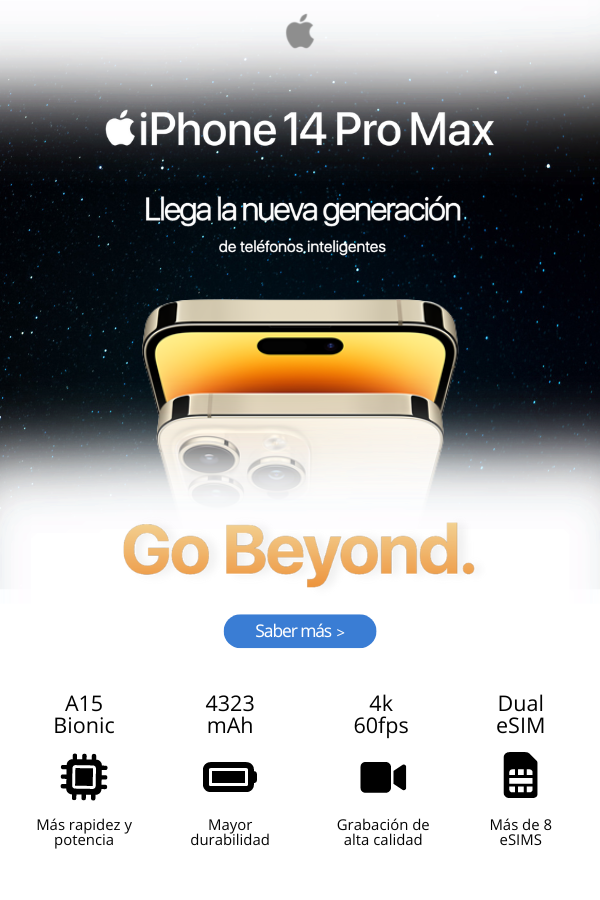 iPhone 14 Pro Max
Llega la nueva generación
de teléfonos inteligentes
Go Beyond.
Saber más >
A15
Bionic
4323
mAh
4k
60fps
Dual
eSIM
Más rapidez y
potencia
Mayor
durabilidad
Grabación de
alta calidad
Más de 8
eSIMS